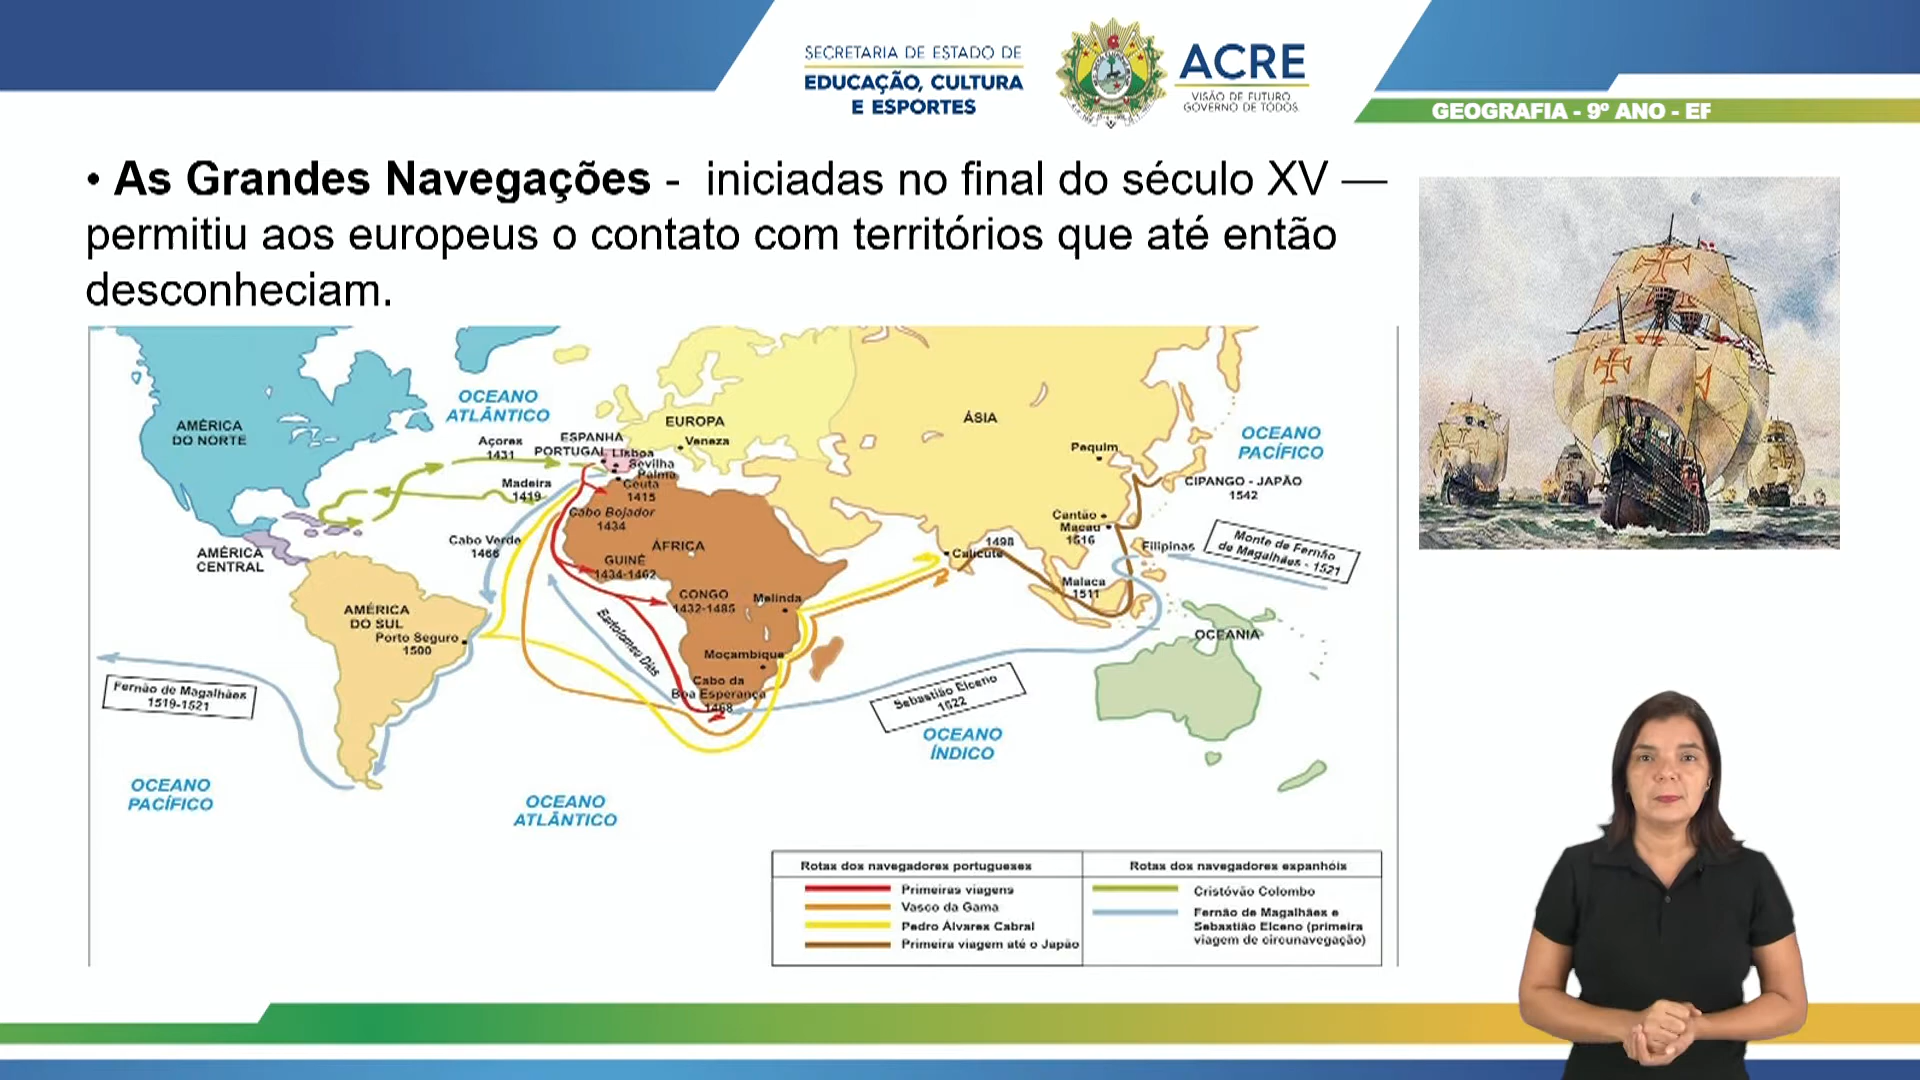 SECRETARIA DE ESTADO DE
EDUCAÇÃO, CULTURA
E ESPORTES
ACRE
VISÃO DE FUTURO
GOVERNO DE TODOS
GEOGRAFIA - 9º ANO - EF
• As Grandes Navegações - iniciadas no final do século XV —
permitiu aos europeus o contato com territórios que até então
desconheciam.
AMÉRICA
DO NORTE
OCEANO
ATLÂNTICO
Açores
1431
ESPANHA
PORTUGAL
Lisboa
Sevilha
Palma
Ceuta
1415
EUROPA
Veneza
ÁSIA
Pequim
OCEANO
PACÍFICO
CIPANGO - JAPÃO
1542
Madeira
1419
Cabo Bojador
1434
Cantão
Macau
1516
Cabo Verde
1466
ÁFRICA
1498
Calicute
Filipinas
Monte de Fernão
de Magalhães - 1521
AMÉRICA
CENTRAL
GUINÉ
1434-1462
Malaca
1511
AMÉRICA
DO SUL
Porto Seguro
1500
CONGO
1432-1485
Melinda
Bartolomeu Dias
OCEANIA
Moçambique
Fernão de Magalhães
1519-1521
Cabo da
Boa Esperança
1468
Sebastião Elceno
1522
OCEANO
ÍNDICO
OCEANO
PACÍFICO
OCEANO
ATLÂNTICO
Rotas dos navegadores portugueses
Primeiras viagens
Vasco da Gama
Pedro Álvares Cabral
Primeira viagem até o Japão
Rotas dos navegadores espanhóis
Cristóvão Colombo
Fernão de Magalhães e
Sebastião Elceno (primeira
viagem de circunavegação)